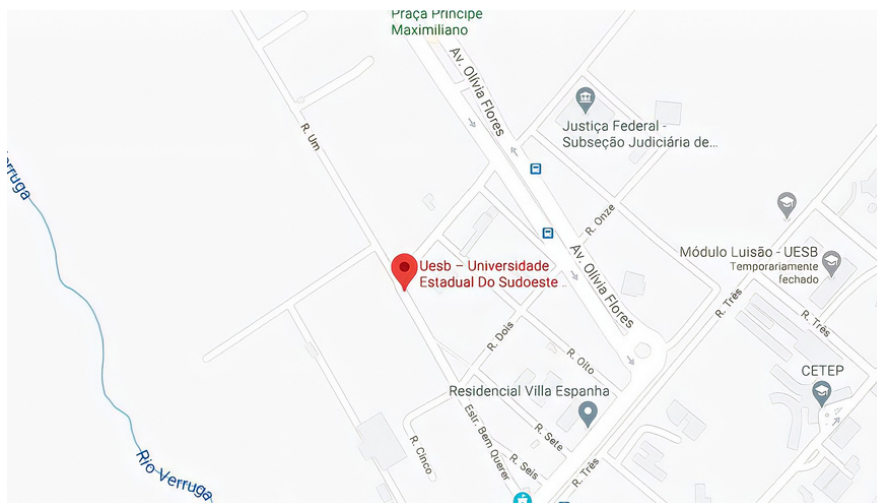 Praça Príncipe
Maximiliano
Av. Olívia Flores
R. Um
Justiça Federal -
Subseção Judiciária de...
Verruga
R. Onze
Av. Olívia Flores
Módulo Luisão - UESB
Temporariamente
fechado
Uesb – Universidade
Estadual Do Sudoeste ..
R. Três
R. Três
R. Dois
R. Oito
CETEP
Residencial Villa Espanha
Estr. Bem Querer
R. Sete
R. Cinco
R. Seis
R. Três
Rio Verruga